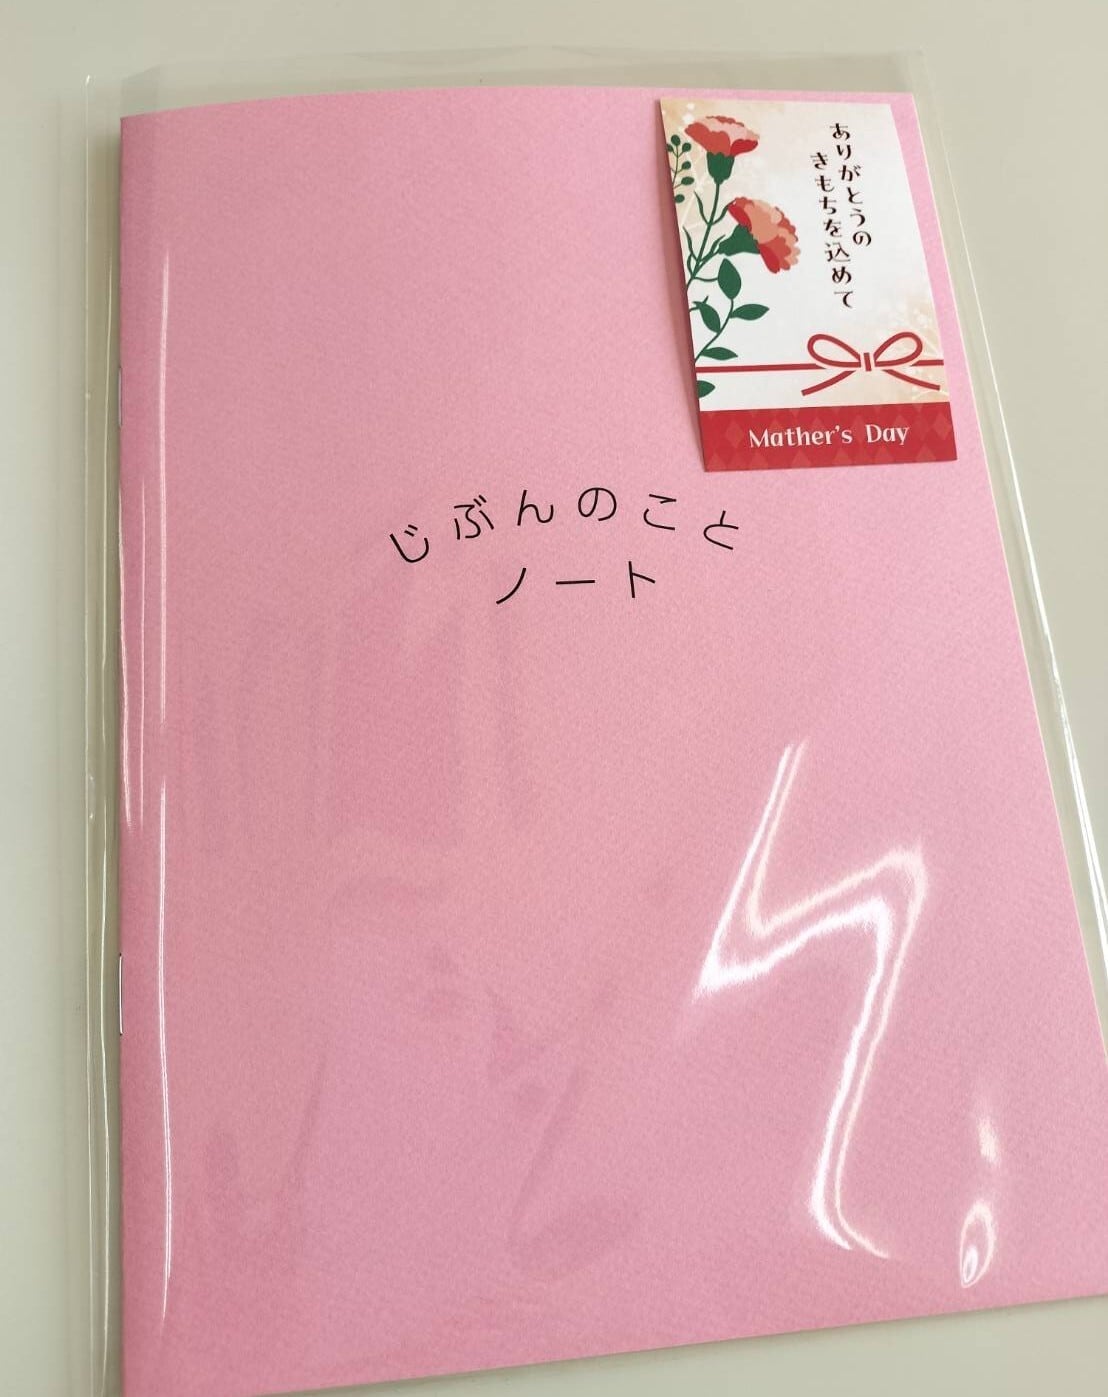 ありがとうの
きもちを込めて
Mather's Day
じぶんのこと
ノート